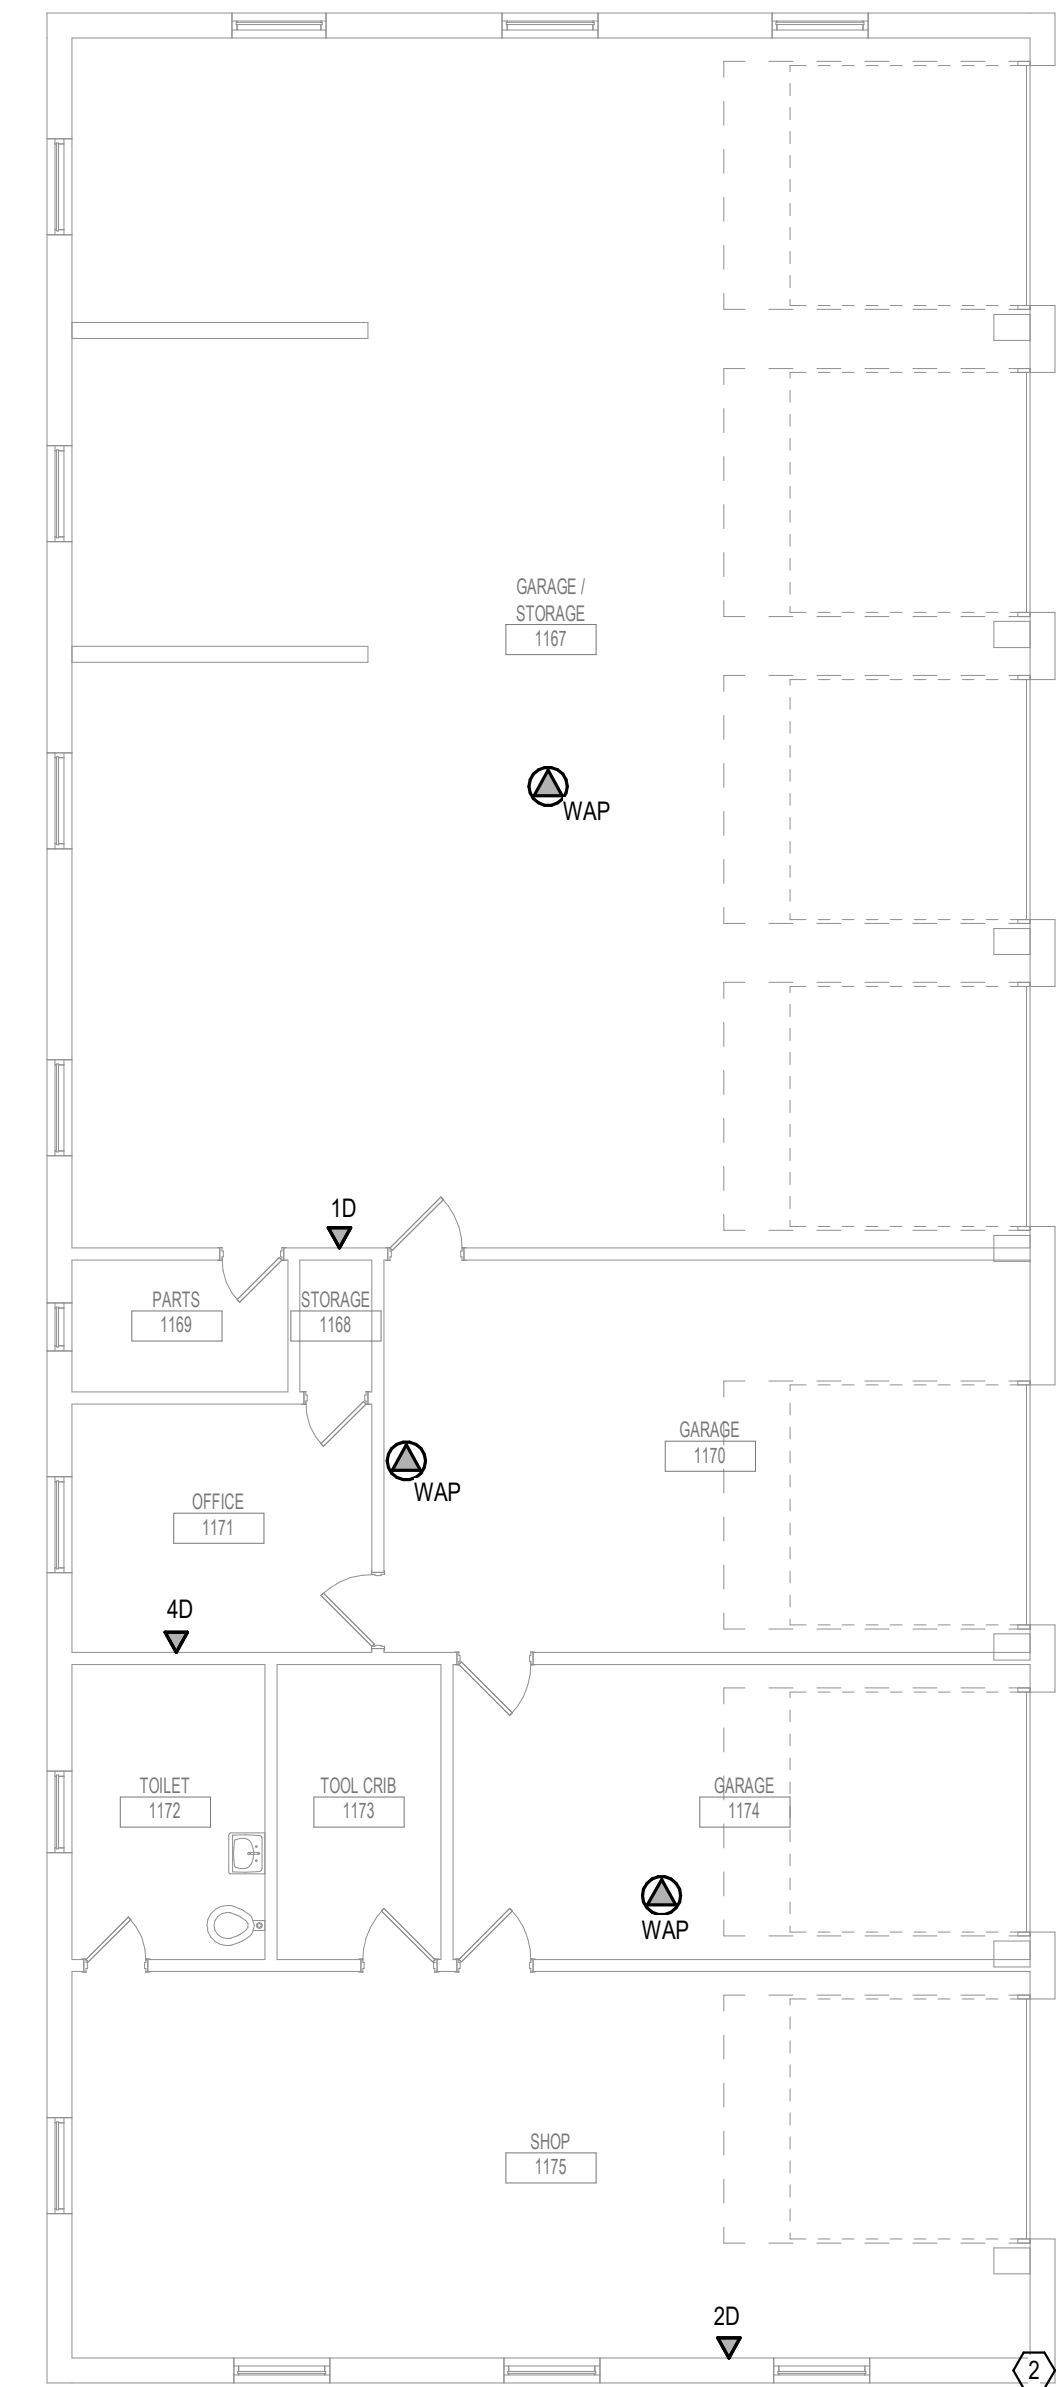 GARAGE /
STORAGE
1167
WAP
1D
PARTS
1169
STORAGE
1168
GARAGE
1170
WAP
OFFICE
1171
4D
TOILET
1172
TOOL CRIB
1173
GARAGE
1174
WAP
SHOP
1175
2D
2